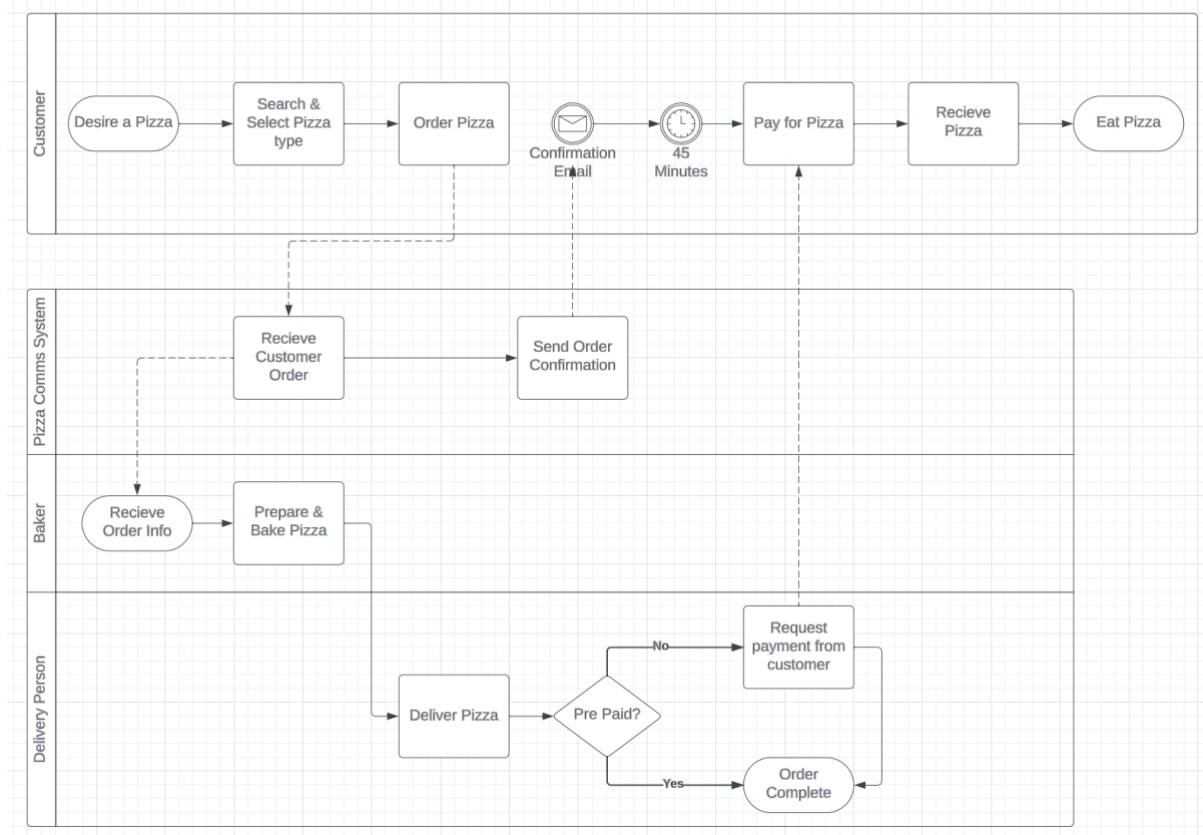 Customer
Desire a Pizza
Search &
Select Pizza
type
Order Pizza
Confirmation
Email
45
Minutes
Pay for Pizza
Recieve
Pizza
Eat Pizza
Pizza Comms System
Recieve
Customer
Order
Send Order
Confirmation
Baker
Recieve
Order Info
Prepare &
Bake Pizza
Delivery Person
Deliver Pizza
Pre Paid?
No
Request
payment from
customer
Yes
Order
Complete